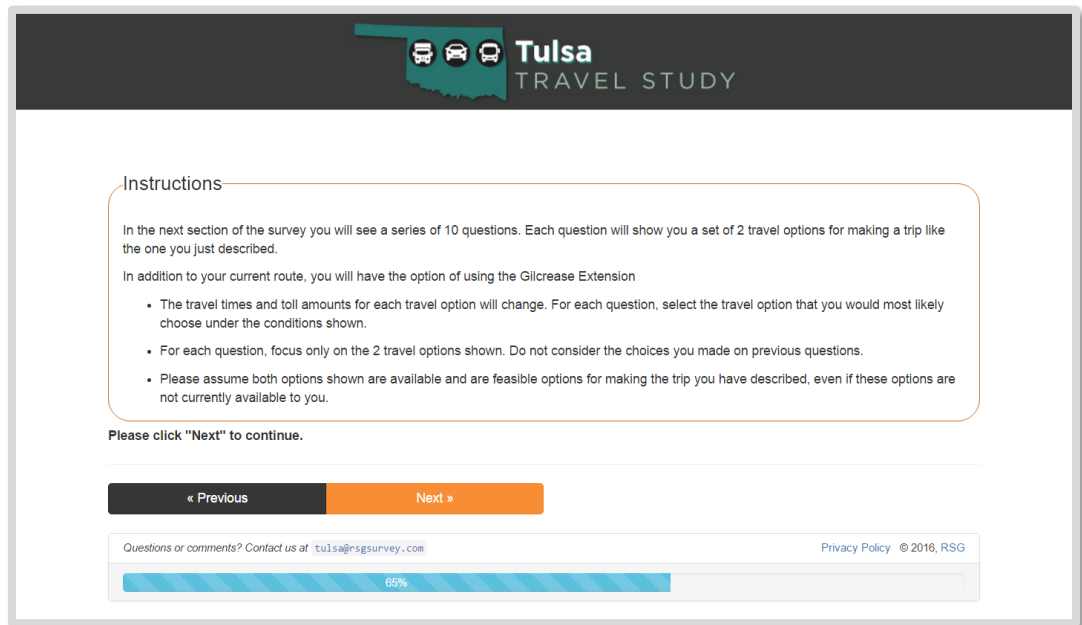 Tulsa
TRAVEL STUDY
Instructions
In the next section of the survey you will see a series of 10 questions. Each question will show you a set of 2 travel options for making a trip like
the one you just described.
In addition to your current route, you will have the option of using the Gilcrease Extension
• The travel times and toll amounts for each travel option will change. For each question, select the travel option that you would most likely
choose under the conditions shown.
• For each question, focus only on the 2 travel options shown. Do not consider the choices you made on previous questions.
• Please assume both options shown are available and are feasible options for making the trip you have described, even if these options are
not currently available to you.
Please click "Next" to continue.
« Previous Next »
Questions or comments? Contact us at tulsa@rsgsurvey.com Privacy Policy © 2016, RSG
65%